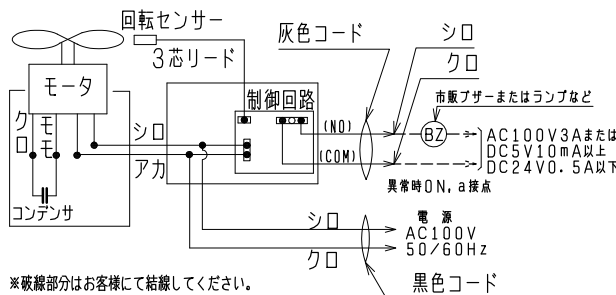 回転センサー
3芯リード
灰色コード
シロ
クロ
モータ
制御回路
市販ブザーまたはランプなど
(NO)
BZ
AC100V3Aまたは
DC5V10mA以上
DC24V0.5A以下
(COM)
異常時ON,a接点
クロ
モモ
シロ
アカ
コンデンサ
シロ
クロ
電源
AC100V
50/60Hz
黒色コード
※破線部分はお客様にて結線してください。